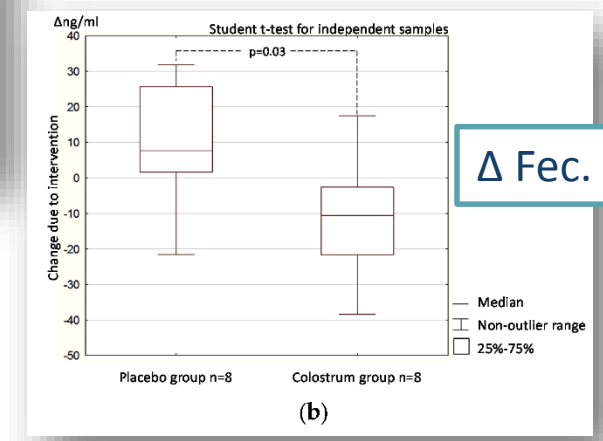 Δng/ml
Student t-test for independent samples
40
p=0.03
30
20
10
0
-10
-20
-30
-40
-50
Change due to intervention
Δ Fec.
Median
Non-outlier range
25%-75%
Placebo group n=8
Colostrum group n=8
(b)